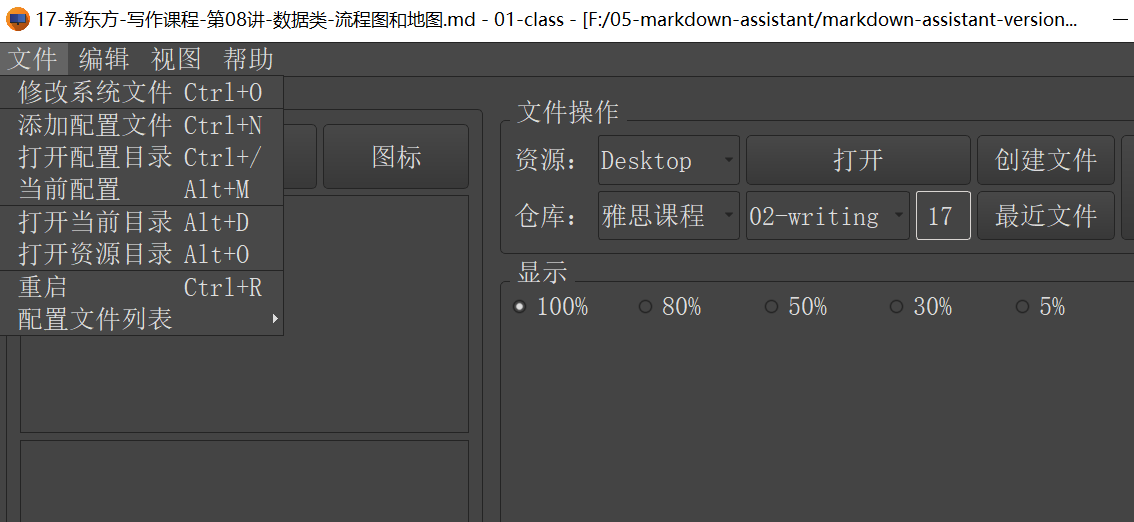 17-新东方-写作课程-第08讲-数据类-流程图和地图.md - 01-class - [F:/05-markdown-assistant/markdown-assistant-version...
文件 编辑 视图 帮助
修改系统文件 Ctrl+O
添加配置文件 Ctrl+N
打开配置目录 Ctrl+/
当前配置 Alt+M
打开当前目录 Alt+D
打开资源目录 Alt+O
重启 Ctrl+R
配置文件列表
图标
文件操作
资源： Desktop 打开 创建文件
仓库： 雅思课程 02-writing 17 最近文件
显示
100% 80% 50% 30% 5%